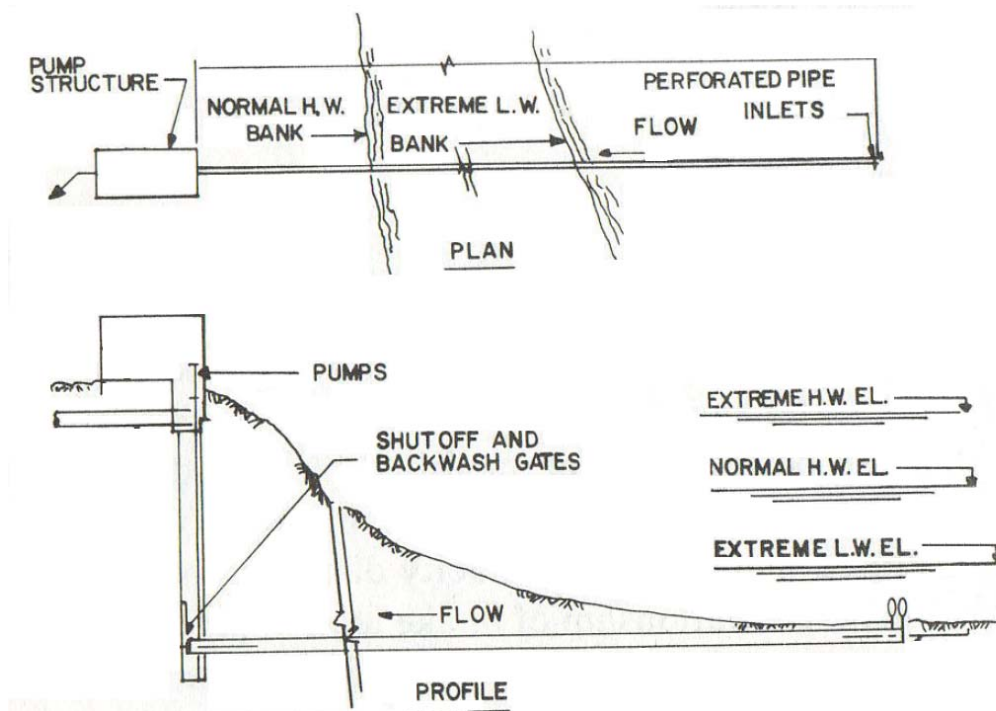 PUMP
STRUCTURE
NORMAL H.W.
BANK
EXTREME L.W.
BANK
PERFORATED PIPE
INLETS
FLOW
PLAN
PUMPS
SHUTOFF AND
BACKWASH GATES
EXTREME H.W. EL.
NORMAL H.W. EL.
EXTREME L.W. EL.
FLOW
PROFILE